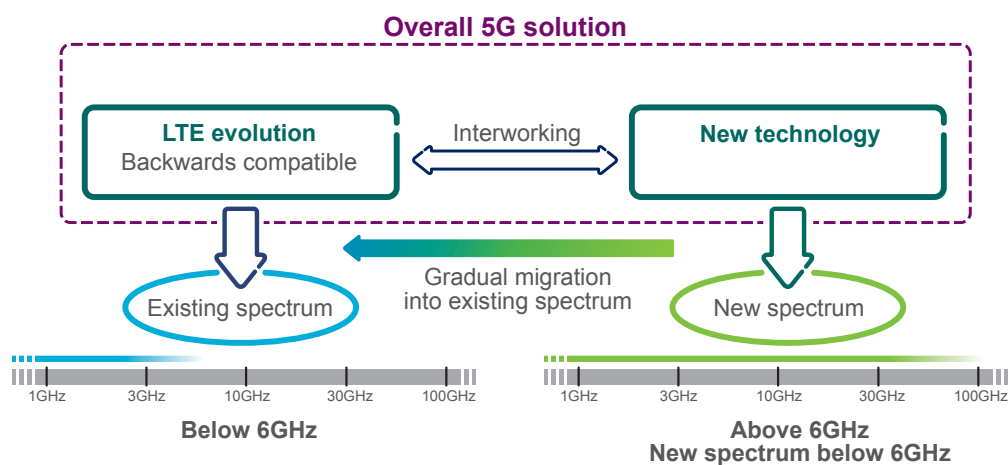 Overall 5G solution
LTE evolution
Backwards compatible
Interworking
New technology
Gradual migration
into existing spectrum
Existing spectrum
New spectrum
1GHz 3GHz 10GHz 30GHz 100GHz
Below 6GHz
1GHz 3GHz 10GHz 30GHz 100GHz
Above 6GHz
New spectrum below 6GHz